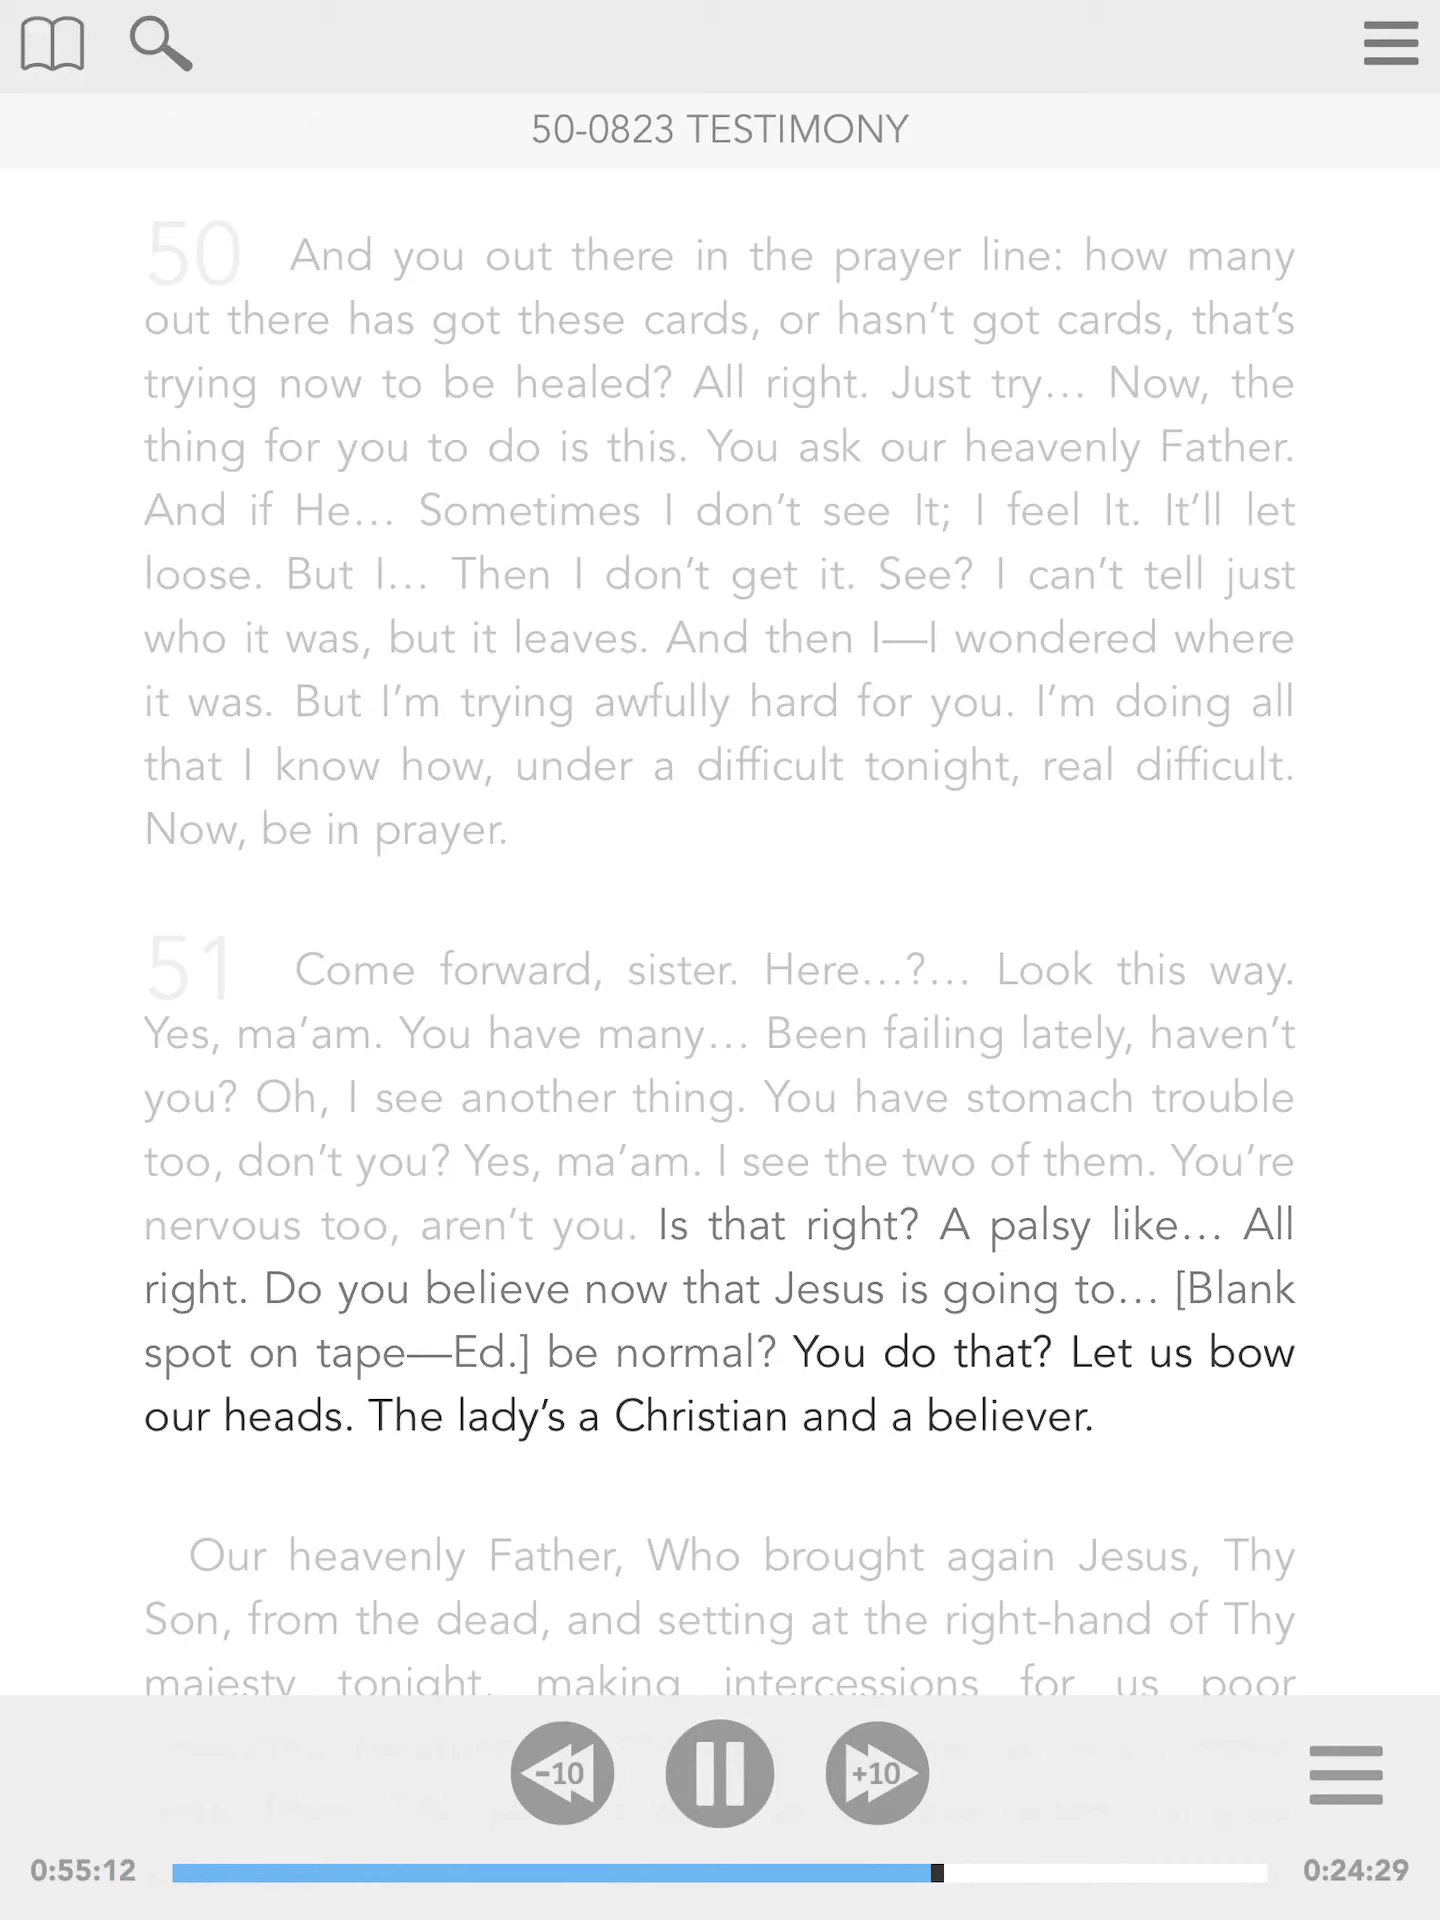 50-0823 TESTIMONY
50 And you out there in the prayer line: how many
out there has got these cards, or hasn’t got cards, that’s
trying now to be healed? All right. Just try… Now, the
thing for you to do is this. You ask our heavenly Father.
And if He… Sometimes I don’t see It; I feel It. It’ll let
loose. But I… Then I don’t get it. See? I can’t tell just
who it was, but it leaves. And then I—I wondered where
it was. But I’m trying awfully hard for you. I’m doing all
that I know how, under a difficult tonight, real difficult.
Now, be in prayer.
51 Come forward, sister. Here…?… Look this way.
Yes, ma’am. You have many… Been failing lately, haven’t
you? Oh, I see another thing. You have stomach trouble
too, don’t you? Yes, ma’am. I see the two of them. You’re
nervous too, aren’t you. Is that right? A palsy like… All
right. Do you believe now that Jesus is going to… [Blank
spot on tape—Ed.] be normal? You do that? Let us bow
our heads. The lady’s a Christian and a believer.
Our heavenly Father, Who brought again Jesus, Thy
Son, from the dead, and setting at the right-hand of Thy
majesty tonight, making intercessions for us poor
-10 +10
0:55:12 0:24:29